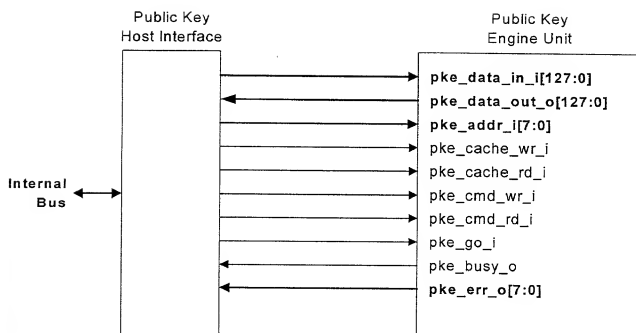 Public Key
Host Interface
Public Key
Engine Unit
pke_data_in_i[127:0]
pke_data_out_o[127:0]
pke_addr_i[7:0]
pke_cache_wr_i
pke_cache_rd_i
Internal
Bus
pke_cmd_wr_i
pke_cmd_rd_i
pke_go_i
pke_busy_o
pke_err_o[7:0]